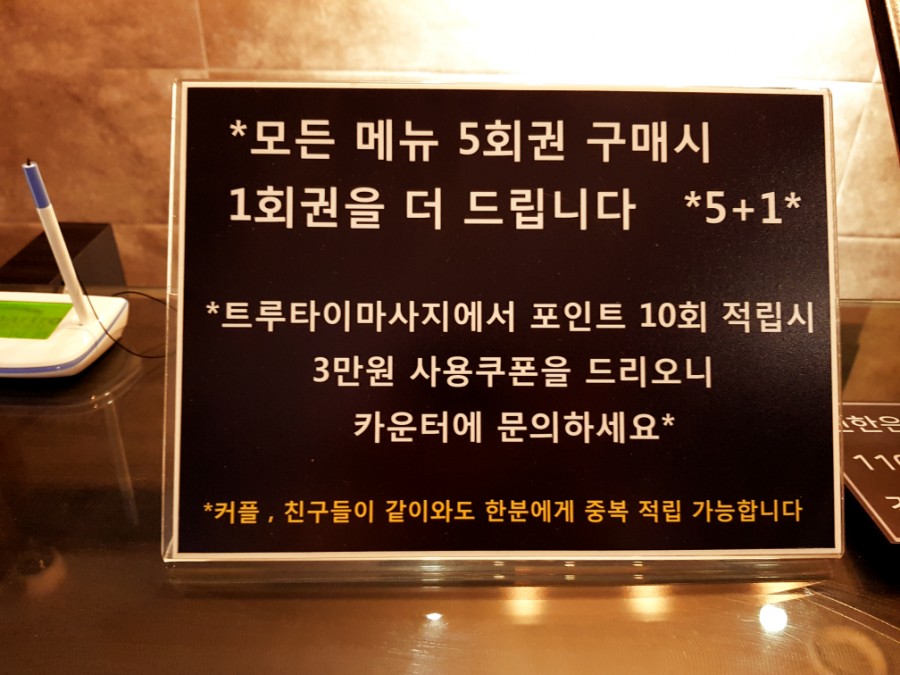 *모든 메뉴 5회권 구매시
1회권을 더 드립니다 *5+1*
*트루타이마사지에서 포인트 10회 적립시
3만원 사용쿠폰을 드리오니
카운터에 문의하세요*
*커플 , 친구들이 같이와도 한분에게 중복 적립 가능합니다
한은
110